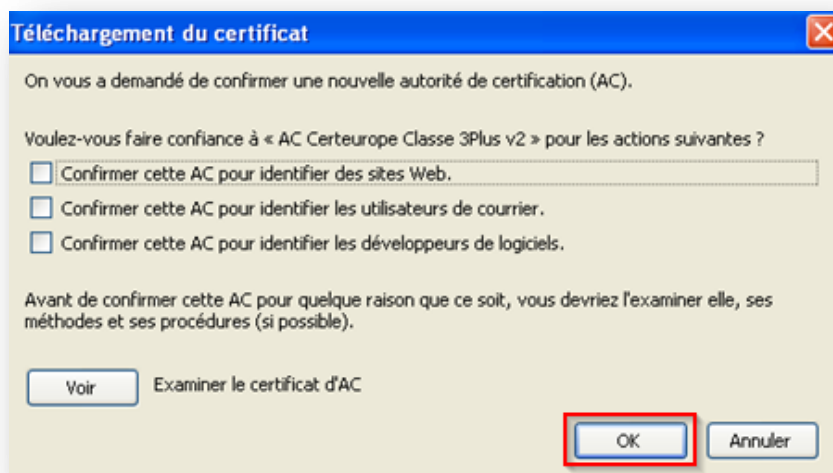 Téléchargement du certificat
On vous a demandé de confirmer une nouvelle autorité de certification (AC).
Voulez-vous faire confiance à « AC Certeurope Classe 3Plus v2 » pour les actions suivantes ?
Confirmer cette AC pour identifier des sites Web.
Confirmer cette AC pour identifier les utilisateurs de courrier.
Confirmer cette AC pour identifier les développeurs de logiciels.
Avant de confirmer cette AC pour quelque raison que ce soit, vous devriez l'examiner elle, ses
méthodes et ses procédures (si possible).
Voir Examiner le certificat d'AC
OK Annuler